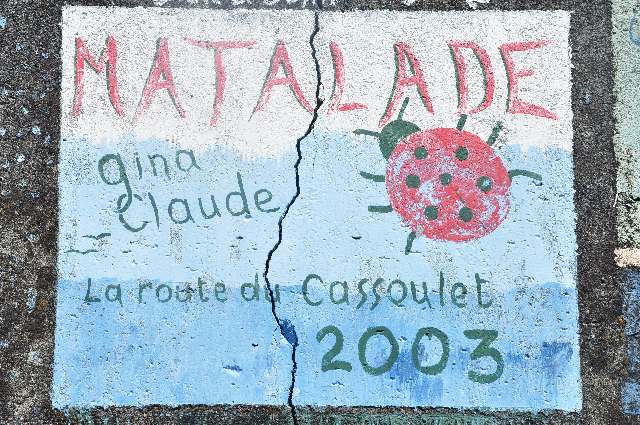 MATALADE
gina
Claude
La route du Cassoulet
2003